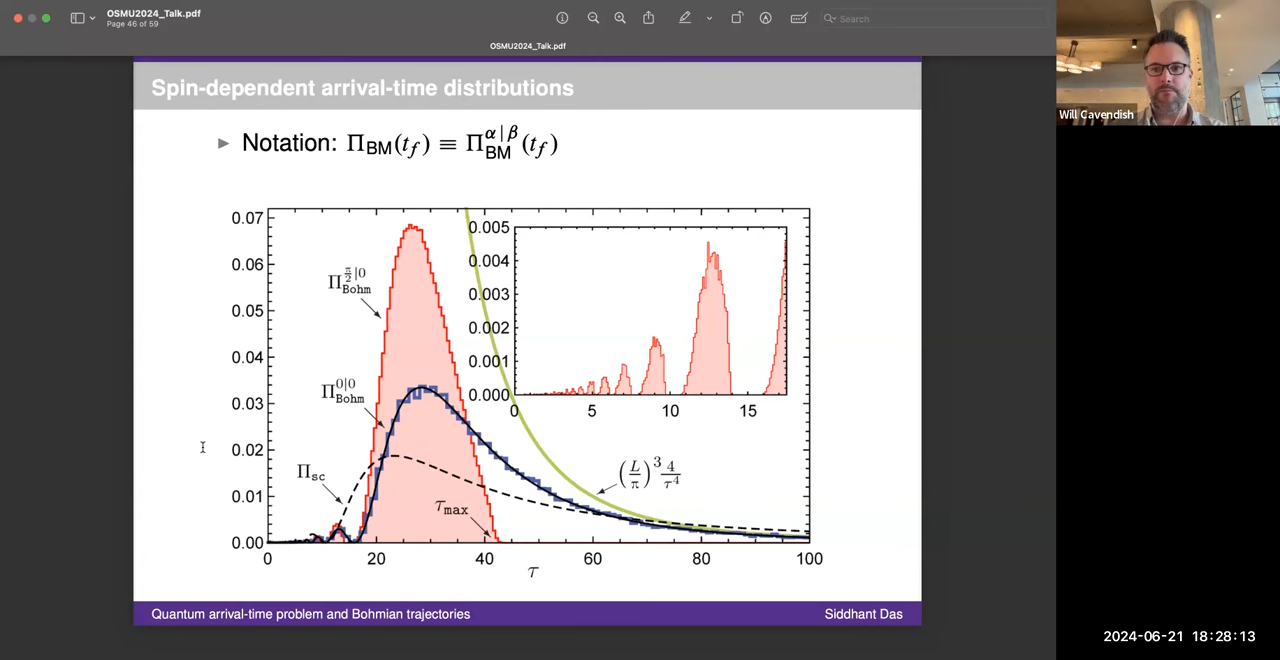 OSMU2024_Talk.pdf
Page 46 of 59
Search
OSMU2024_Talk.pdf
Will Cavendish
Spin-dependent arrival-time distributions
Notation: Π_BM(t_f) ≡ Π_BM^{α|β}(t_f)
0.07
0.06
0.05
0.04
0.03
0.02
0.01
0.00
0
20
40
60
80
100
τ
Π_Bohm^{π/2|0}
Π_Bohm^{0|0}
Π_sc
τ_max
(L/π)^3 4/τ^4
0.005
0.004
0.003
0.002
0.001
0.000
0
5
10
15
Quantum arrival-time problem and Bohmian trajectories
Siddhant Das
2024-06-21 18:28:13